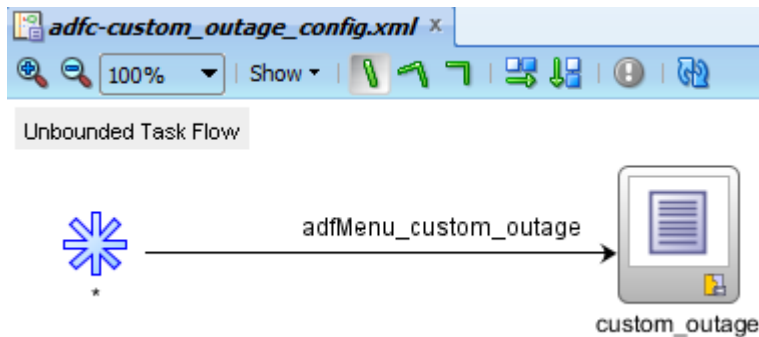 adfc-custom_outage_config.xml ×
100% Show
Unbounded Task Flow
adfMenu_custom_outage
*
custom_outage